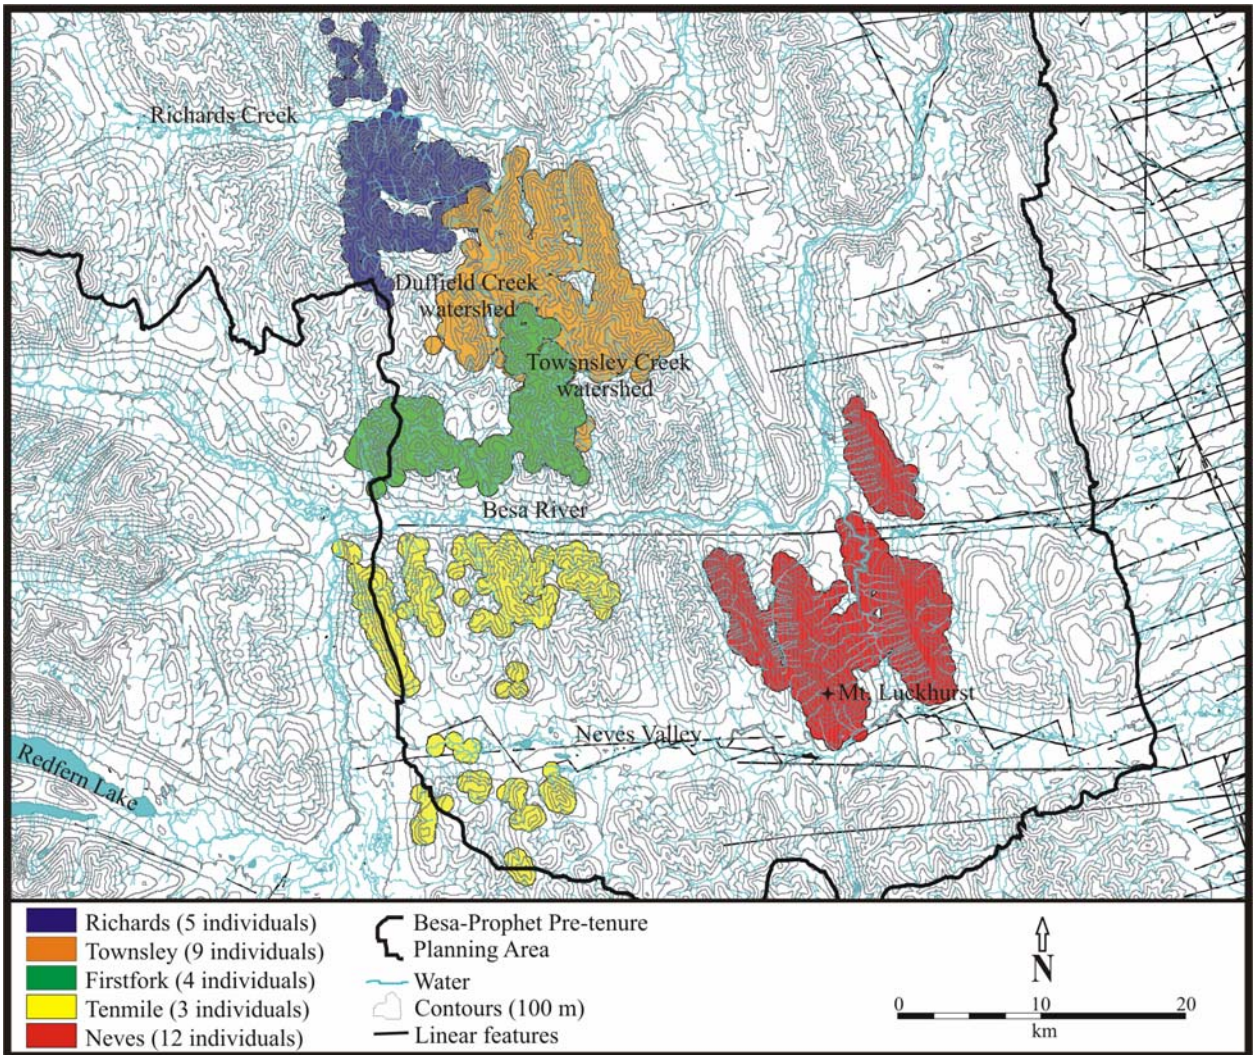 Richards Creek
Duffield Creek
watershed
Towsnsley Creek
watershed
Besa River
Mt. Luckhurst
Neves Valley
Redfern Lake
Richards (5 individuals)
Townsley (9 individuals)
Firstfork (4 individuals)
Tenmile (3 individuals)
Neves (12 individuals)
Besa-Prophet Pre-tenure
Planning Area
Water
Contours (100 m)
Linear features
N
0 10 20
km